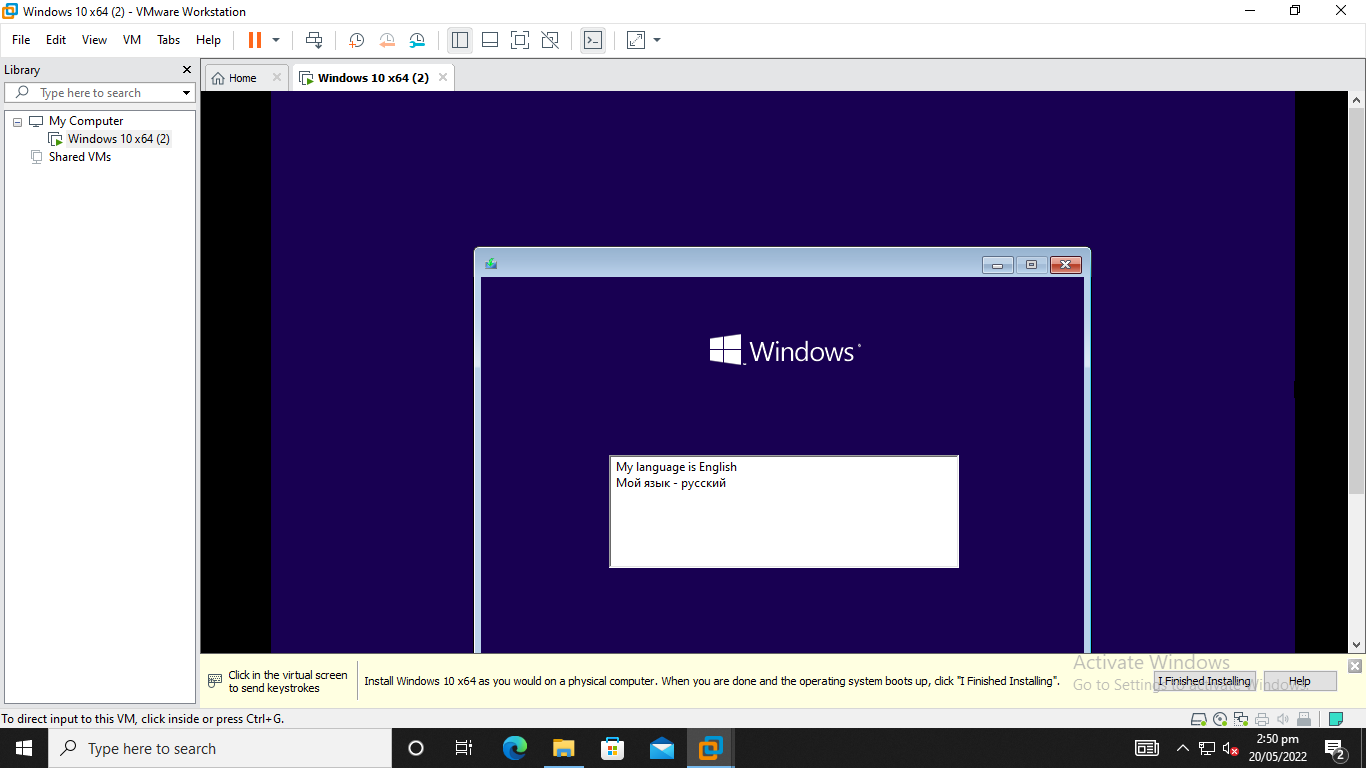 Windows 10 x64 (2) - VMware Workstation
File Edit View VM Tabs Help
Library
Type here to search
My Computer
Windows 10 x64 (2)
Shared VMs
Home
Windows 10 x64 (2)
Windows
My language is English
Мой язык - русский
Click in the virtual screen
to send keystrokes
Install Windows 10 x64 as you would on a physical computer. When you are done and the operating system boots up, click "I Finished Installing".
I Finished Installing
Help
Activate Windows
Go to Settings to activate Windows.
To direct input to this VM, click inside or press Ctrl+G.
Type here to search
2:50 pm
20/05/2022
2